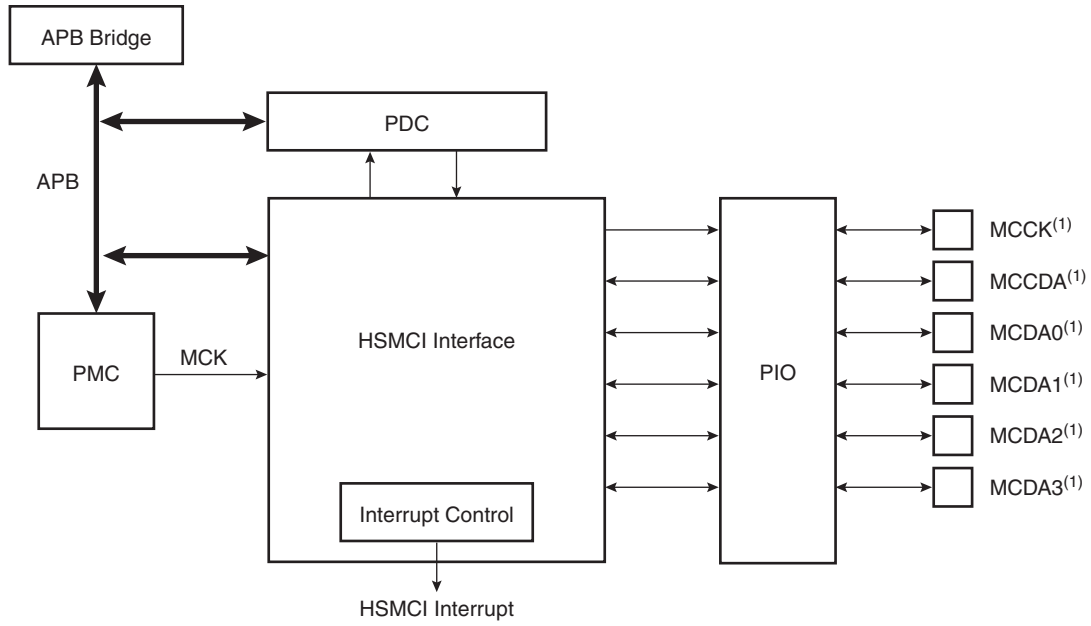 APB Bridge
PDC
APB
PMC
MCK
HSMCI Interface
Interrupt Control
HSMCI Interrupt
PIO
MCCK(1)
MCCDA(1)
MCDA0(1)
MCDA1(1)
MCDA2(1)
MCDA3(1)